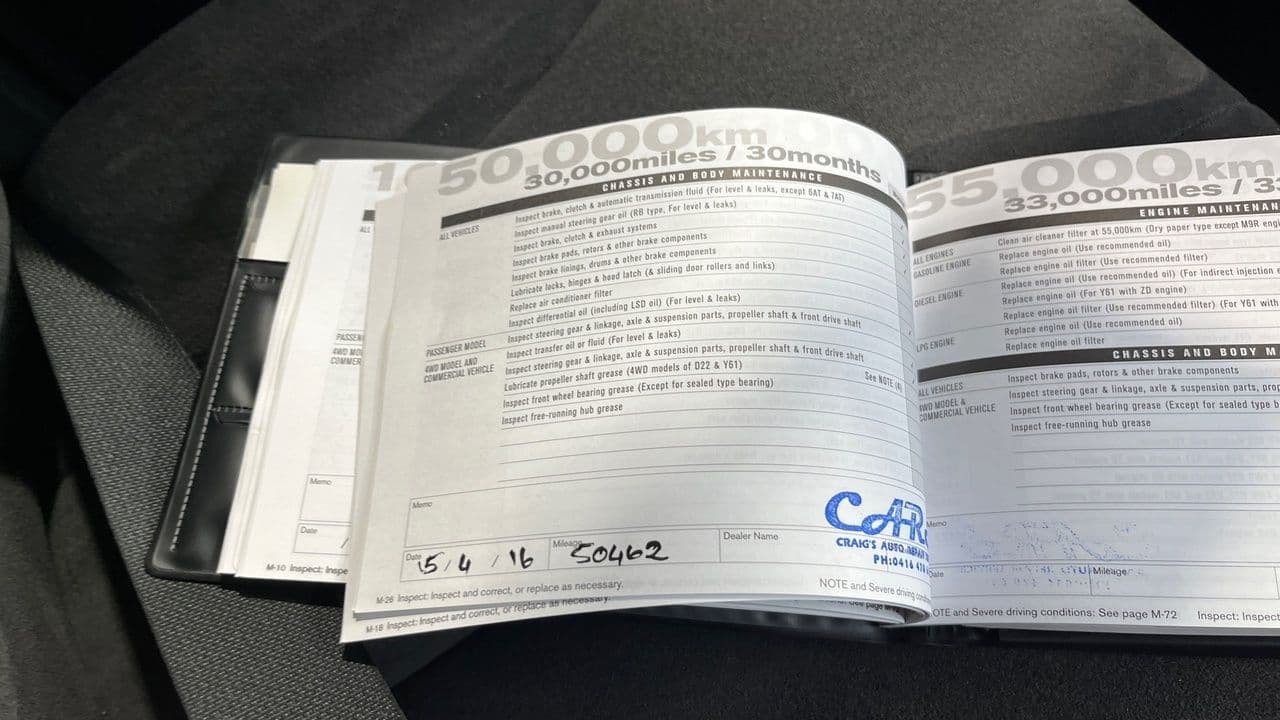 50,000km
30,000miles / 30months
CHASSIS AND BODY MAINTENANCE
ALL VEHICLES
Inspect brake, clutch & automatic transmission fluid (For level & leaks, except 6AT & 7AT)
Inspect manual steering gear oil (RB type, For level & leaks)
Inspect brake, clutch & exhaust systems
Inspect brake pads, rotors & other brake components
Inspect brake linings, drums & other brake components
Lubricate locks, hinges & hood latch (& sliding door rollers and links)
Replace air conditioner filter
Inspect differential oil (including LSD oil) (For level & leaks)
PASSENGER MODEL
Inspect steering gear & linkage, axle & suspension parts, propeller shaft & front drive shaft
4WD MODEL AND
COMMERCIAL VEHICLE
Inspect transfer oil or fluid (For level & leaks)
Inspect steering gear & linkage, axle & suspension parts, propeller shaft & front drive shaft
Lubricate propeller shaft grease (4WD models of D22 & Y61)
See NOTE (4)
Inspect front wheel bearing grease (Except for sealed type bearing)
Inspect free-running hub grease
Memo
Date
15/4/16
Mileage
50462
Dealer Name
CAR
CRAIG'S AUTO REPAIR
PH:0416
M-26 Inspect: Inspect and correct, or replace as necessary.
NOTE and Severe driving
M-18 Inspect: Inspect and correct, or replace as necessary.
PASSEN
4WD MO
COMMER
Memo
Date
M-10 Inspect: Inspe
55,000km
33,000miles / 3
ENGINE MAINTENAN
ALL ENGINES
Clean air cleaner filter at 55,000km (Dry paper type except M9R engi
GASOLINE ENGINE
Replace engine oil (Use recommended oil)
Replace engine oil filter (Use recommended filter)
DIESEL ENGINE
Replace engine oil (Use recommended oil) (For indirect injection
Replace engine oil (For Y61 with ZD engine)
Replace engine oil filter (Use recommended filter) (For Y61 with
LPG ENGINE
Replace engine oil (Use recommended oil)
Replace engine oil filter
CHASSIS AND BODY M
ALL VEHICLES
Inspect brake pads, rotors & other brake components
4WD MODEL &
COMMERCIAL VEHICLE
Inspect steering gear & linkage, axle & suspension parts, prop
Inspect front wheel bearing grease (Except for sealed type b
Inspect free-running hub grease
Memo
Date
Mileage
OTE and Severe driving conditions: See page M-72
Inspect: Inspect